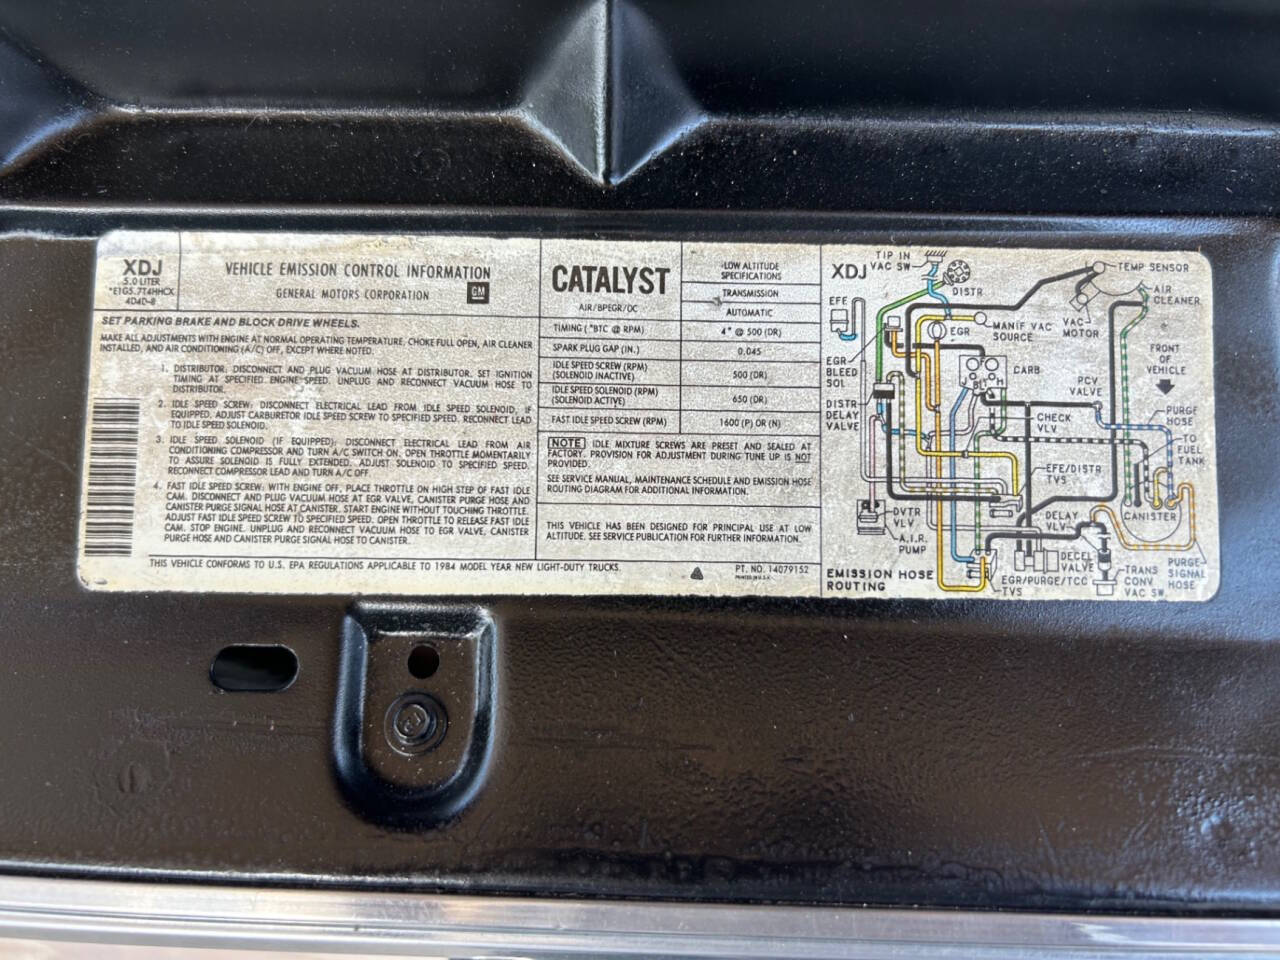 XDJ
5.0 LITER
*E1G5.7T4HHCX
4D4D-8
VEHICLE EMISSION CONTROL INFORMATION
GENERAL MOTORS CORPORATION
GM
SET PARKING BRAKE AND BLOCK DRIVE WHEELS.
MAKE ALL ADJUSTMENTS WITH ENGINE AT NORMAL OPERATING TEMPERATURE, CHOKE FULL OPEN, AIR CLEANER
INSTALLED, AND AIR CONDITIONING (A/C) OFF, EXCEPT WHERE NOTED.
1. DISTRIBUTOR: DISCONNECT AND PLUG VACUUM HOSE AT DISTRIBUTOR. SET IGNITION
TIMING AT SPECIFIED ENGINE SPEED. UNPLUG AND RECONNECT VACUUM HOSE TO
DISTRIBUTOR.
2. IDLE SPEED SCREW: DISCONNECT ELECTRICAL LEAD FROM IDLE SPEED SOLENOID, IF
EQUIPPED. ADJUST CARBURETOR IDLE SPEED SCREW TO SPECIFIED SPEED. RECONNECT LEAD
TO IDLE SPEED SOLENOID.
3. IDLE SPEED SOLENOID (IF EQUIPPED): DISCONNECT ELECTRICAL LEAD FROM AIR
CONDITIONING COMPRESSOR AND TURN A/C SWITCH ON. OPEN THROTTLE MOMENTARILY
TO ASSURE SOLENOID IS FULLY EXTENDED. ADJUST SOLENOID TO SPECIFIED SPEED.
RECONNECT COMPRESSOR LEAD AND TURN A/C OFF.
4. FAST IDLE SPEED SCREW: WITH ENGINE OFF, PLACE THROTTLE ON HIGH STEP OF FAST IDLE
CAM. DISCONNECT AND PLUG VACUUM HOSE AT EGR VALVE, CANISTER PURGE HOSE AND
CANISTER PURGE SIGNAL HOSE AT CANISTER. START ENGINE WITHOUT TOUCHING THROTTLE.
ADJUST FAST IDLE SPEED SCREW TO SPECIFIED SPEED. OPEN THROTTLE TO RELEASE FAST IDLE
CAM. STOP ENGINE. UNPLUG AND RECONNECT VACUUM HOSE TO EGR VALVE, CANISTER
PURGE HOSE AND CANISTER PURGE SIGNAL HOSE TO CANISTER.
THIS VEHICLE CONFORMS TO U.S. EPA REGULATIONS APPLICABLE TO 1984 MODEL YEAR NEW LIGHT-DUTY TRUCKS.
CATALYST
AIR/BPEGR/OC
LOW ALTITUDE
SPECIFICATIONS
TRANSMISSION
AUTOMATIC
TIMING (°BTC @ RPM) 4° @ 500 (DR)
SPARK PLUG GAP (IN.) 0.045
IDLE SPEED SCREW (RPM)
(SOLENOID INACTIVE) 500 (DR)
IDLE SPEED SOLENOID (RPM)
(SOLENOID ACTIVE) 650 (DR)
FAST IDLE SPEED SCREW (RPM) 1600 (P) OR (N)
NOTE IDLE MIXTURE SCREWS ARE PRESET AND SEALED AT
FACTORY. PROVISION FOR ADJUSTMENT DURING TUNE UP IS NOT
PROVIDED.
SEE SERVICE MANUAL, MAINTENANCE SCHEDULE AND EMISSION HOSE
ROUTING DIAGRAM FOR ADDITIONAL INFORMATION.
THIS VEHICLE HAS BEEN DESIGNED FOR PRINCIPAL USE AT LOW
ALTITUDE. SEE SERVICE PUBLICATION FOR FURTHER INFORMATION.
PT. NO. 14079152
PRINTED IN U.S.A.
XDJ
TIP IN
VAC SW.
DISTR
TEMP SENSOR
AIR
CLEANER
EFE
EGR
MANIF VAC
SOURCE
VAC
MOTOR
FRONT
OF
VEHICLE
EGR
BLEED
SOL
CARB
PCV
VALVE
DISTR
DELAY
VALVE
CHECK
VLV
PURGE
HOSE
TO
FUEL
TANK
EFE/DISTR
TVS
DVTR
VLV
DELAY
VLV
CANISTER
A.I.R.
PUMP
DECEL
VALVE
EMISSION HOSE
ROUTING
EGR/PURGE/TCC
TVS
TRANS
CONV
VAC SW.
PURGE
SIGNAL
HOSE